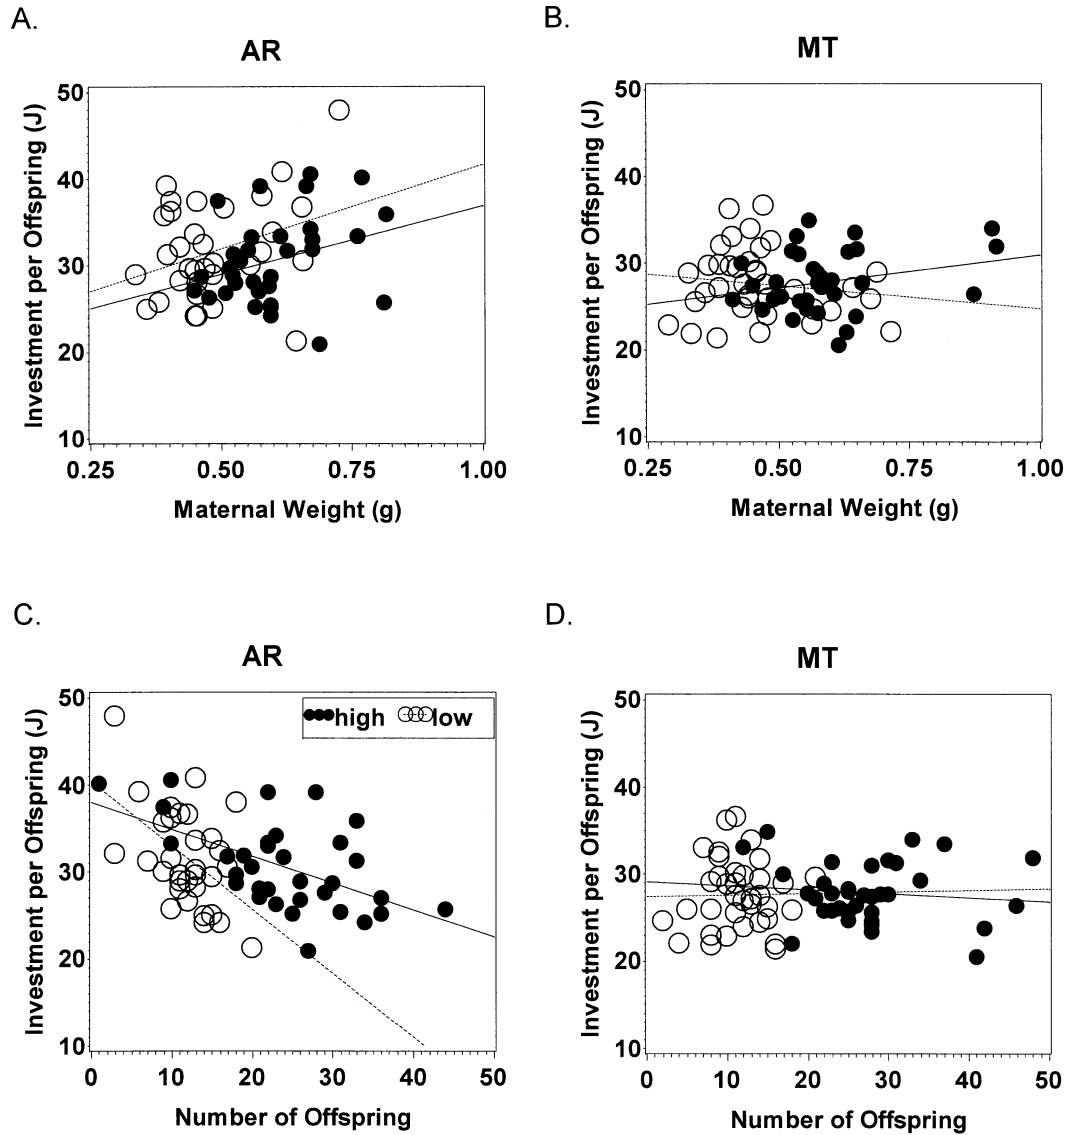 A.
AR
Investment per Offspring (J)
50
40
30
20
10
0.25 0.50 0.75 1.00
Maternal Weight (g)
B.
MT
Investment per Offspring (J)
50
40
30
20
10
0.25 0.50 0.75 1.00
Maternal Weight (g)
C.
AR
Investment per Offspring (J)
50
40
30
20
10
high low
0 10 20 30 40 50
Number of Offspring
D.
MT
Investment per Offspring (J)
50
40
30
20
10
0 10 20 30 40 50
Number of Offspring